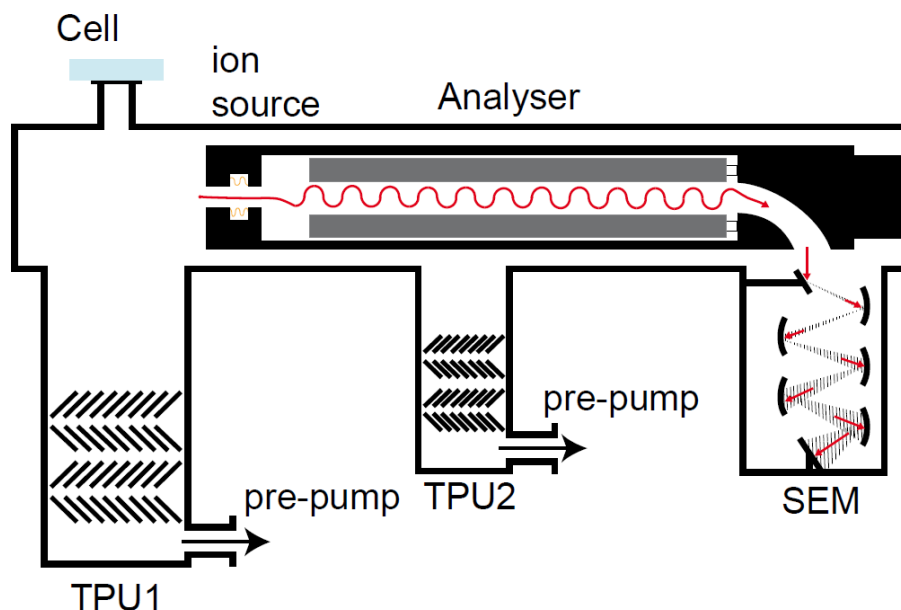 Cell
ion
source
Analyser
pre-pump
pre-pump
TPU2
SEM
TPU1